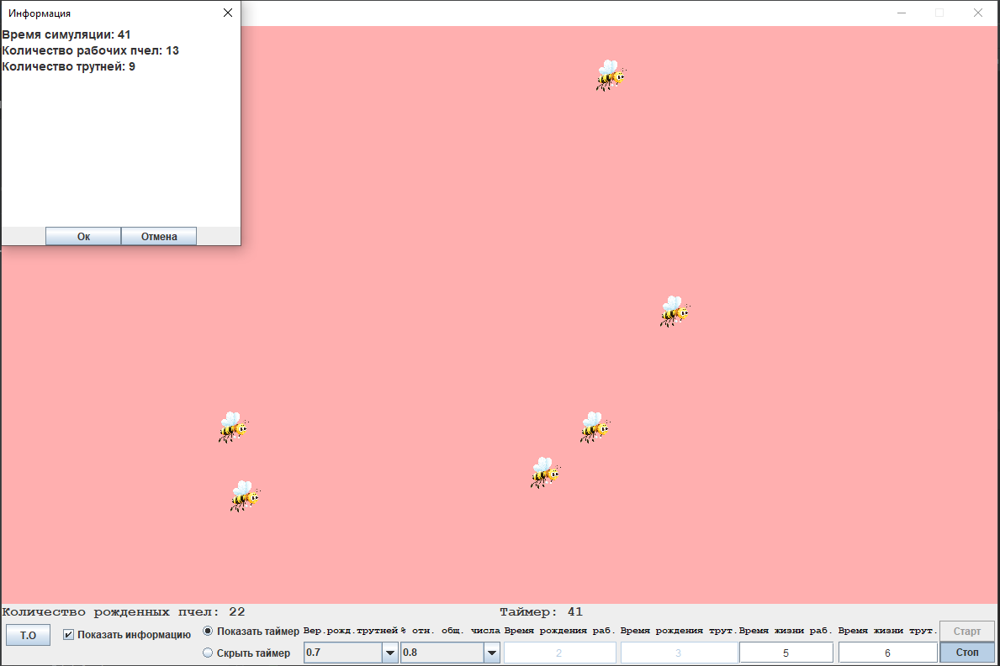 Информация
Время симуляции: 41
Количество рабочих пчел: 13
Количество трутней: 9
Ок Отмена
Количество рожденных пчел: 22 Таймер: 41
Т.О Показать информацию Показать таймер Вер.рожд.трутней % отн. общ. числа Время рождения раб. Время рождения трут. Время жизни раб. Время жизни трут. Старт
Скрыть таймер 0.7 0.8 2 3 5 6 Стоп